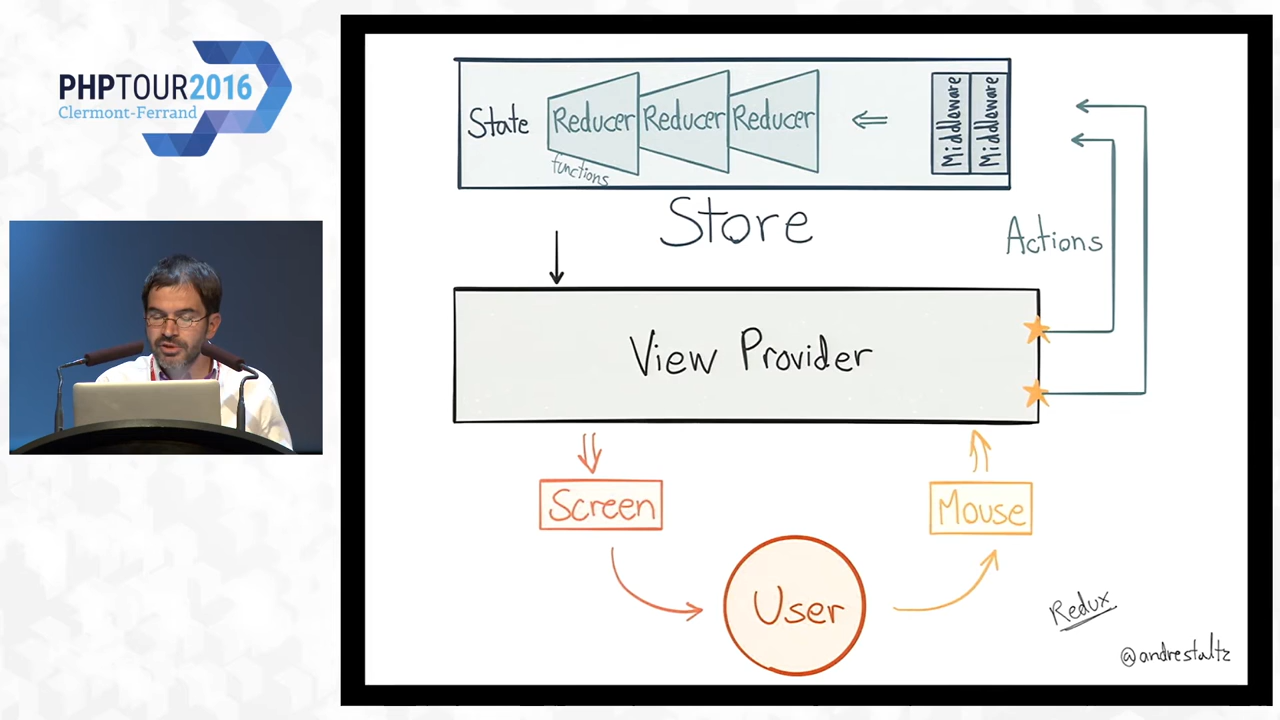 PHPTOUR2016
Clermont-Ferrand
State
Reducer
Reducer
Reducer
functions
⇐
Middleware
Middleware
Store
Actions
View Provider
Screen
Mouse
User
Redux
@andrestaltz